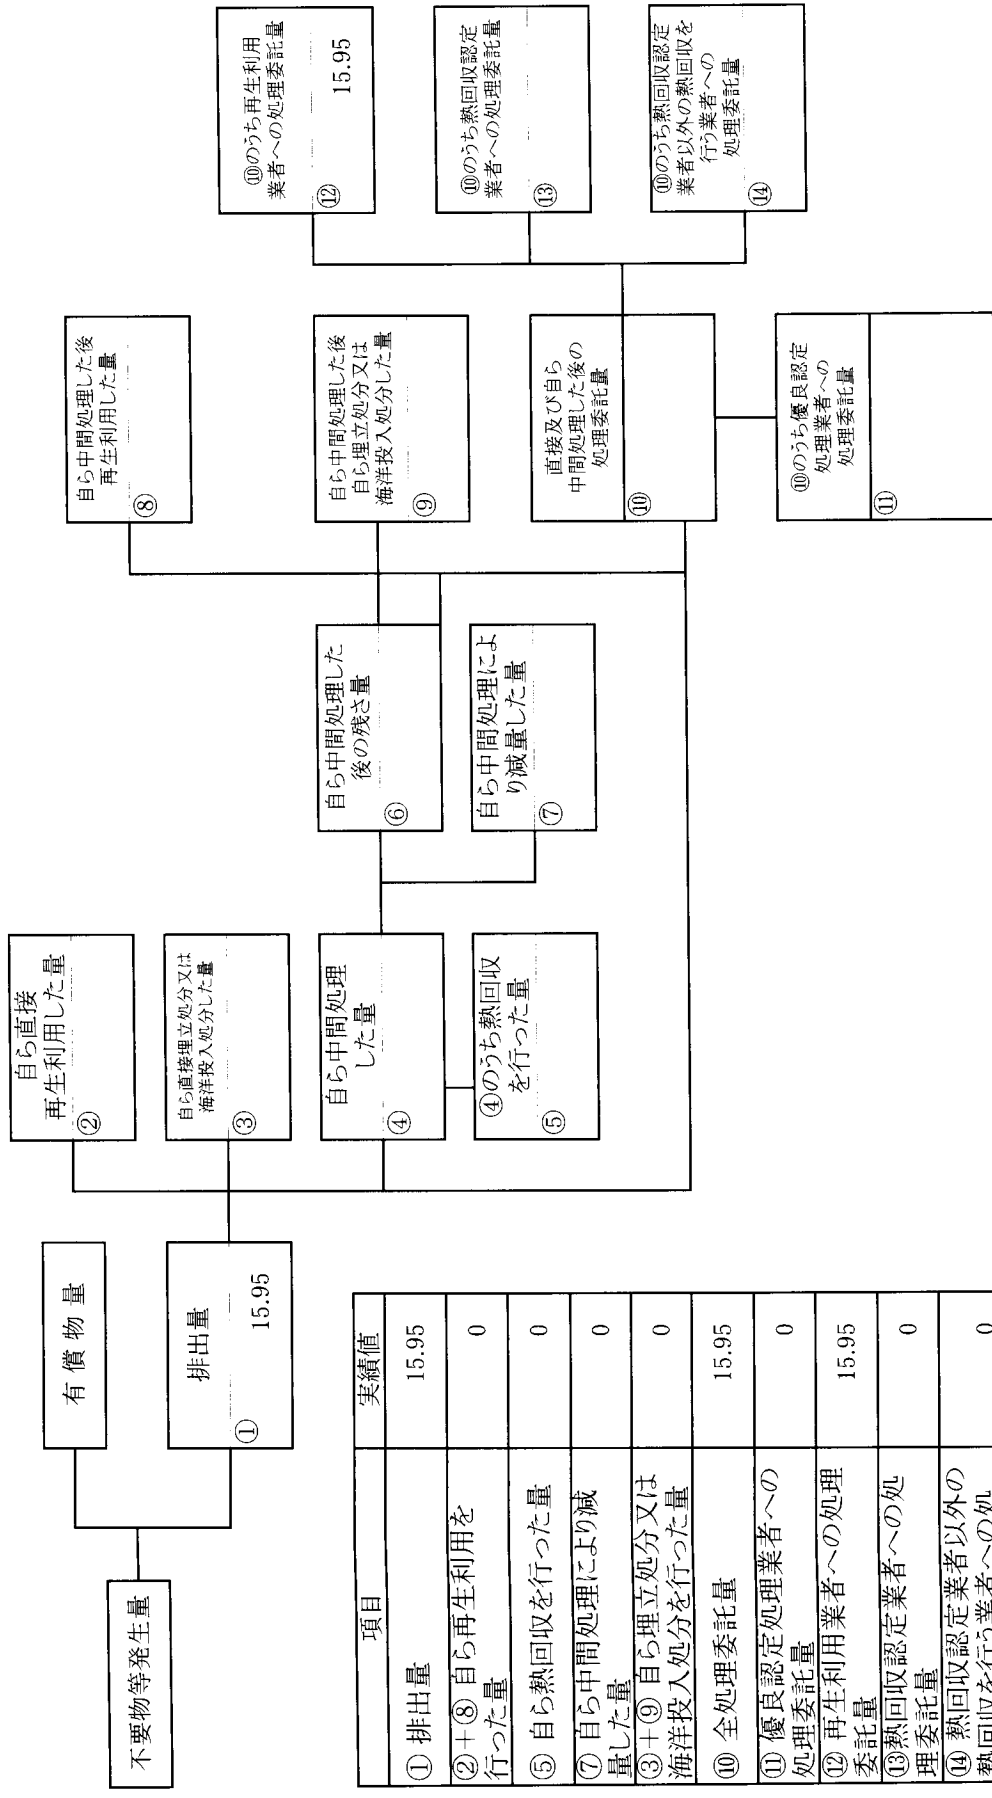 不要物等発生量
有 償 物 量
排出量
① 15.95
自ら直接
再生利用した量
②
自ら直接埋立処分又は
海洋投入処分した量
③
自ら中間処理
した量
④
④のうち熱回収
を行った量
⑤
自ら中間処理した
後の残さ量
⑥
自ら中間処理によ
り減量した量
⑦
自ら中間処理した後
再生利用した量
⑧
自ら中間処理した後
自ら埋立処分又は
海洋投入処分した量
⑨
直接及び自ら
中間処理した後の
処理委託量
⑩
⑩のうち優良認定
処理業者への
処理委託量
⑪
⑩のうち再生利用
業者への処理委託量
⑫ 15.95
⑩のうち熱回収認定
業者への処理委託量
⑬
⑩のうち熱回収認定
業者以外の熱回収を
行う業者への
処理委託量
⑭
項目 実績値
① 排出量 15.95
②+⑧ 自ら再生利用を
行った量 0
⑤ 自ら熱回収を行った量 0
⑦ 自ら中間処理により減
量した量 0
③+⑨ 自ら埋立処分又は
海洋投入処分を行った量 0
⑩ 全処理委託量 15.95
⑪ 優良認定処理業者への
処理委託量 0
⑫ 再生利用業者への処理
委託量 15.95
⑬熱回収認定業者への処
理委託量 0
⑭ 熱回収認定業者以外の
熱回収を行う業者への処 0